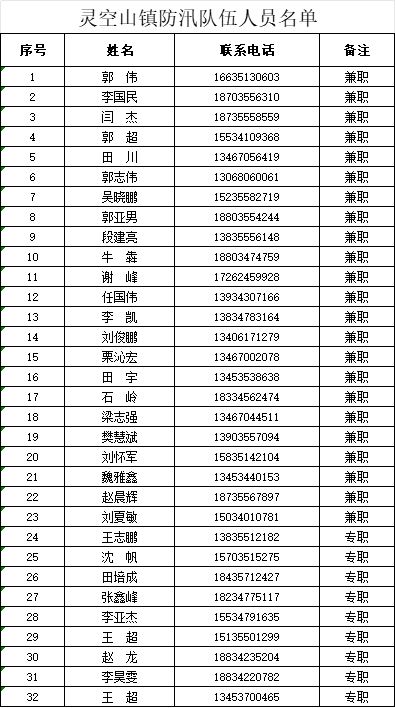 灵空山镇防汛队伍人员名单
序号 姓名 联系电话 备注
1 郭　伟 16635130603 兼职
2 李国民 18703556310 兼职
3 闫　杰 18735558559 兼职
4 郭　超 15534109368 兼职
5 田　川 13467056419 兼职
6 郭志伟 13068060061 兼职
7 吴晓鹏 15235582719 兼职
8 郭亚男 18803554244 兼职
9 段建亮 13835556148 兼职
10 牛　犇 18803474759 兼职
11 谢　峰 17262459928 兼职
12 任国伟 13934307166 兼职
13 李　凯 13834783164 兼职
14 刘俊鹏 13406171279 兼职
15 栗沁宏 13467002078 兼职
16 田　宇 13453538638 兼职
17 石　岭 18334562474 兼职
18 梁志强 13467044511 兼职
19 樊慧斌 13903557094 兼职
20 刘怀军 15835142104 兼职
21 魏雅鑫 13453440153 兼职
22 赵晨辉 18735567897 兼职
23 刘夏敏 15034010781 兼职
24 王志鹏 13835512182 专职
25 沈　帆 15703515275 专职
26 田培成 18435712427 专职
27 张鑫峰 18234775117 专职
28 李亚杰 15534791635 专职
29 王　超 15135501299 专职
30 赵　龙 18834235204 专职
31 李昊雯 18834220782 专职
32 王　超 13453700465 专职